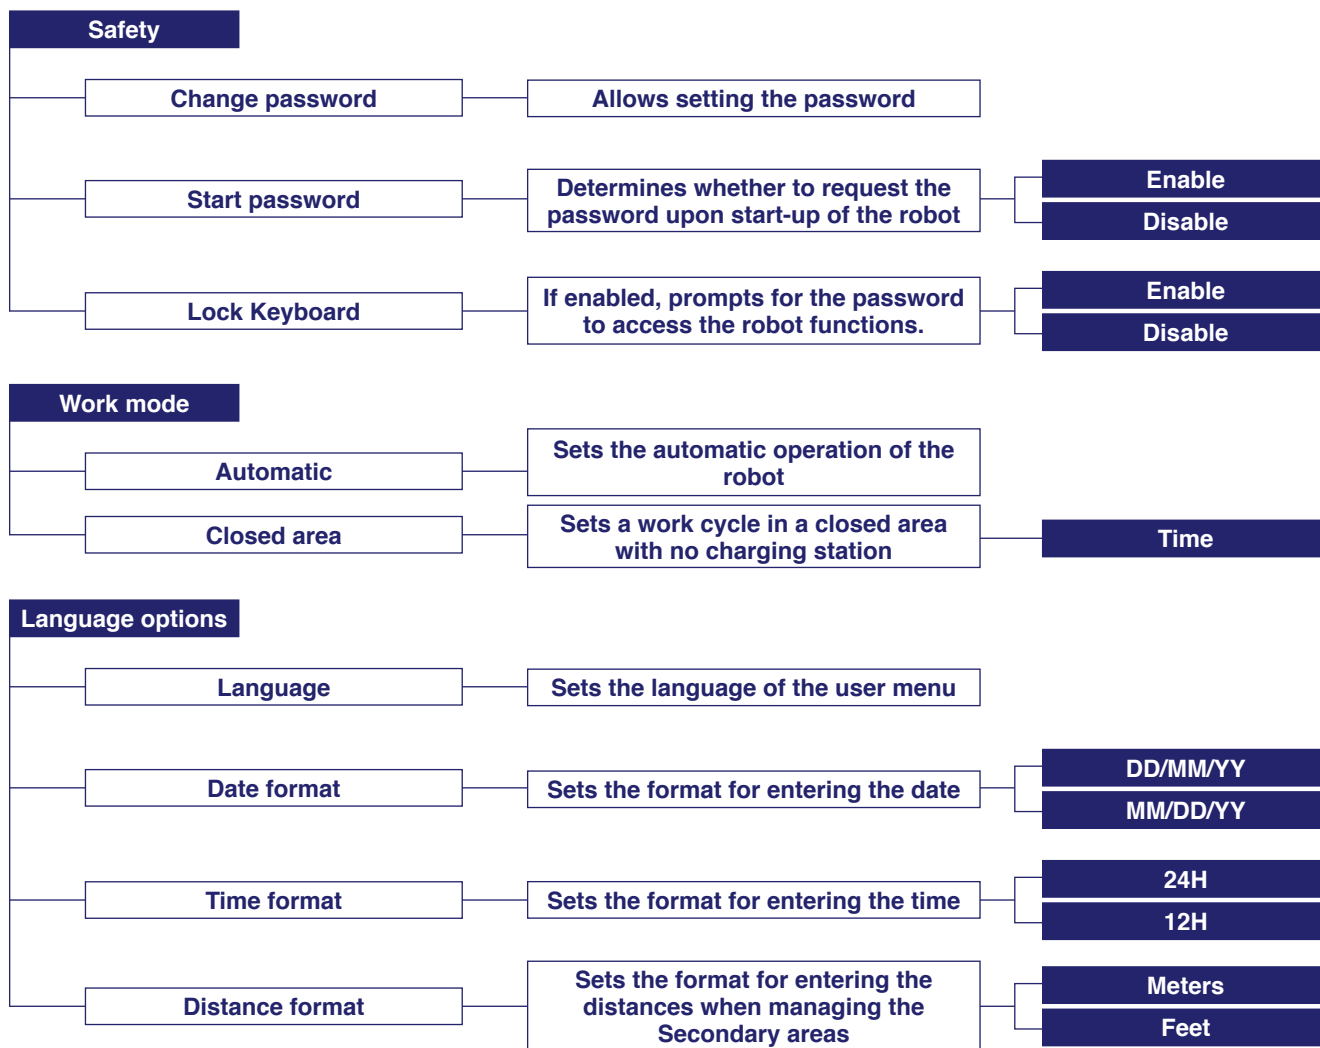 Safety
Change password
Allows setting the password
Start password
Determines whether to request the
password upon start-up of the robot
Enable
Disable
Lock Keyboard
If enabled, prompts for the password
to access the robot functions.
Enable
Disable
Work mode
Automatic
Sets the automatic operation of the
robot
Closed area
Sets a work cycle in a closed area
with no charging station
Time
Language options
Language
Sets the language of the user menu
Date format
Sets the format for entering the date
DD/MM/YY
MM/DD/YY
Time format
Sets the format for entering the time
24H
12H
Distance format
Sets the format for entering the
distances when managing the
Secondary areas
Meters
Feet